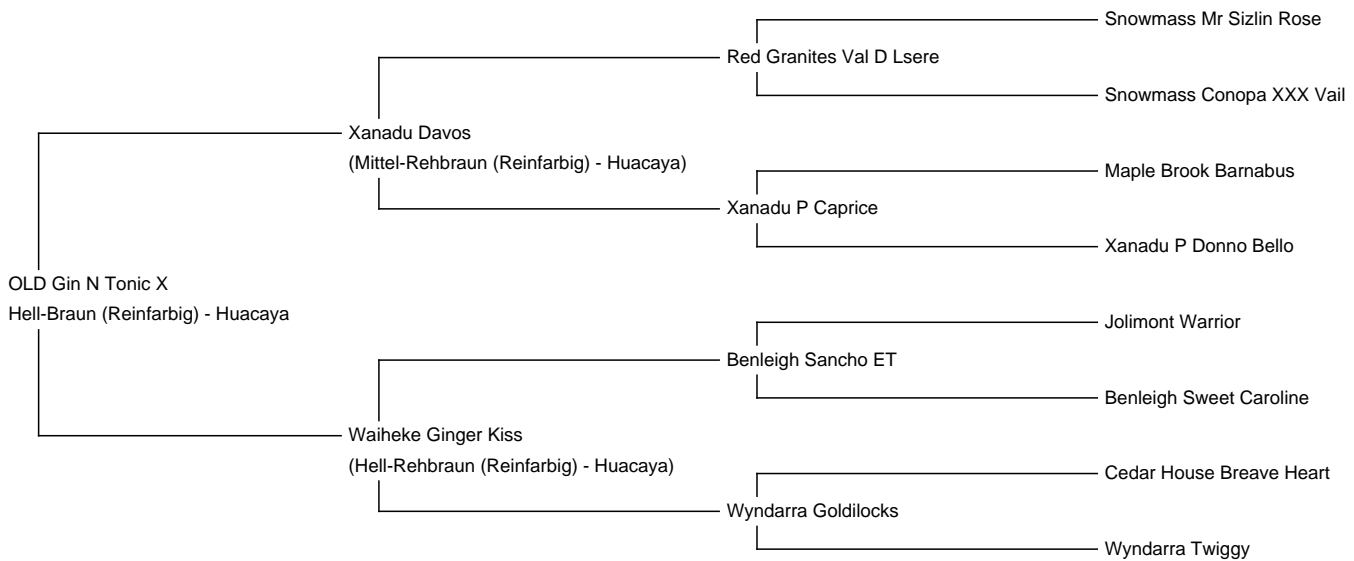 Snowmass Mr Sizlin Rose
Red Granites Val D Lsere
Snowmass Conopa XXX Vail
Xanadu Davos
(Mittel-Rehbraun (Reinfarbig) - Huacaya)
Maple Brook Barnabus
Xanadu P Caprice
Xanadu P Donno Bello
OLD Gin N Tonic X
Hell-Braun (Reinfarbig) - Huacaya
Jolimont Warrior
Benleigh Sancho ET
Benleigh Sweet Caroline
Waiheke Ginger Kiss
(Hell-Rehbraun (Reinfarbig) - Huacaya)
Cedar House Breave Heart
Wyndarra Goldilocks
Wyndarra Twiggy